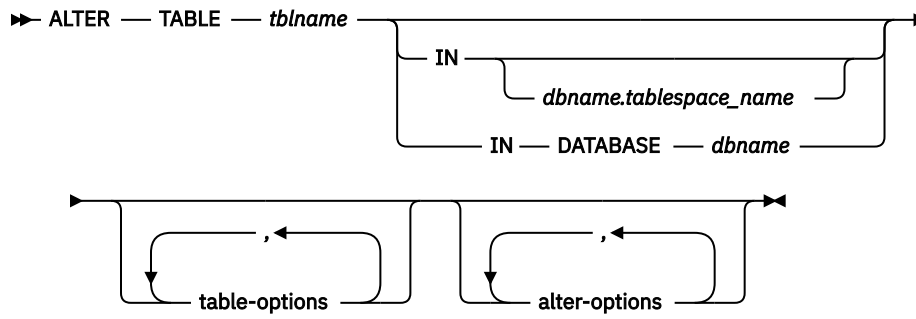 ALTER TABLE tblname
IN
dbname.tablespace_name
IN DATABASE dbname
, ,
table-options alter-options